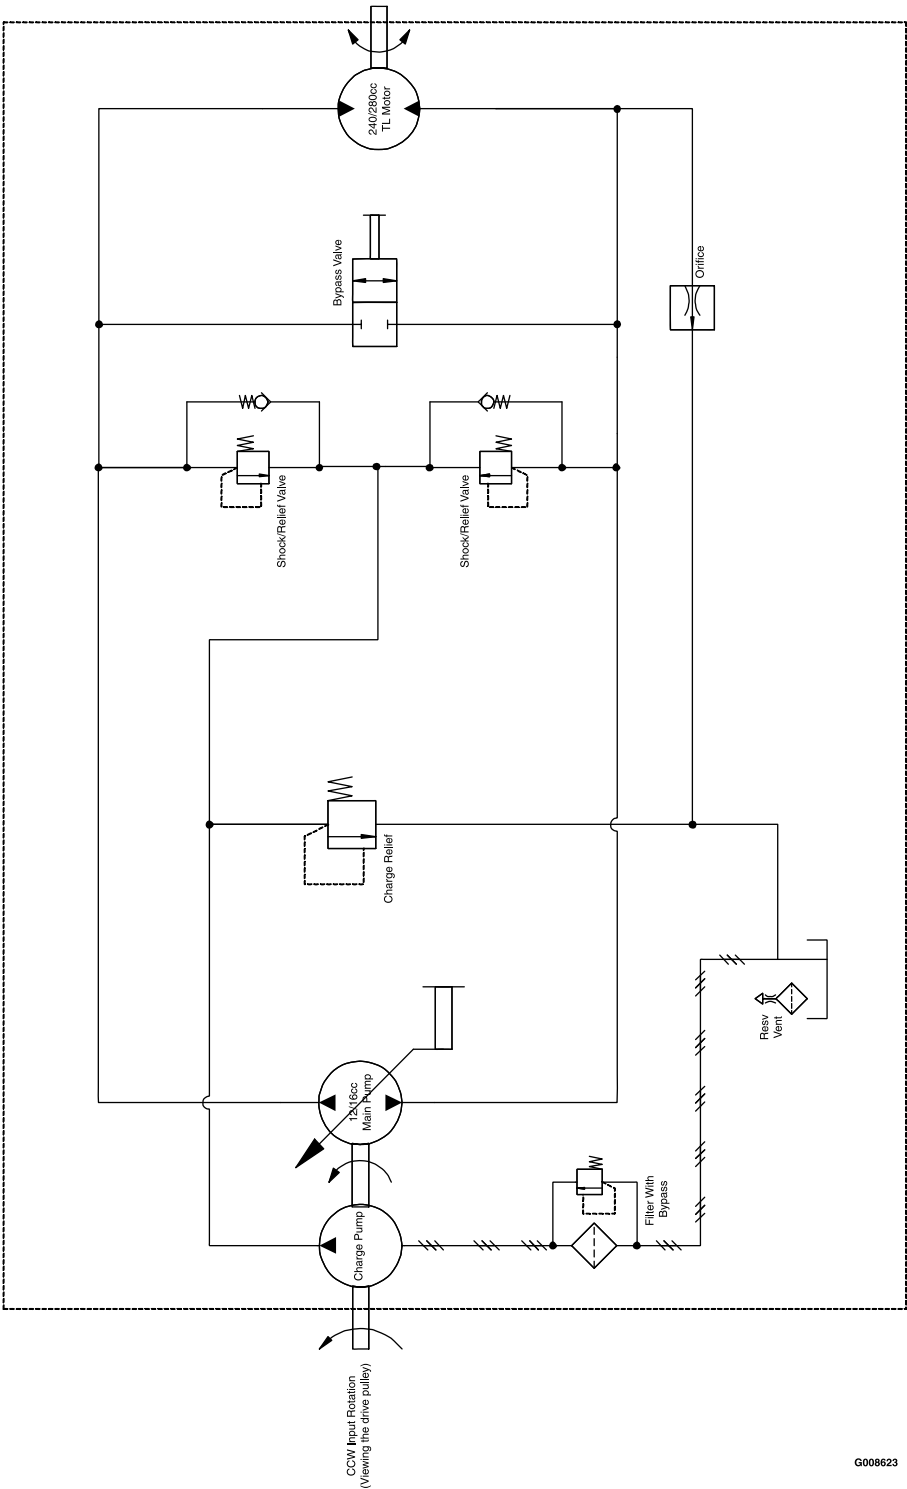 240/280cc
TL Motor
Bypass Valve
Orifice
Shock/Relief Valve
Shock/Relief Valve
Charge Relief
Resv
Vent
12/16cc
Main Pump
Filter With
Bypass
Charge Pump
CCW Input Rotation
(Viewing the drive pulley)
G008623